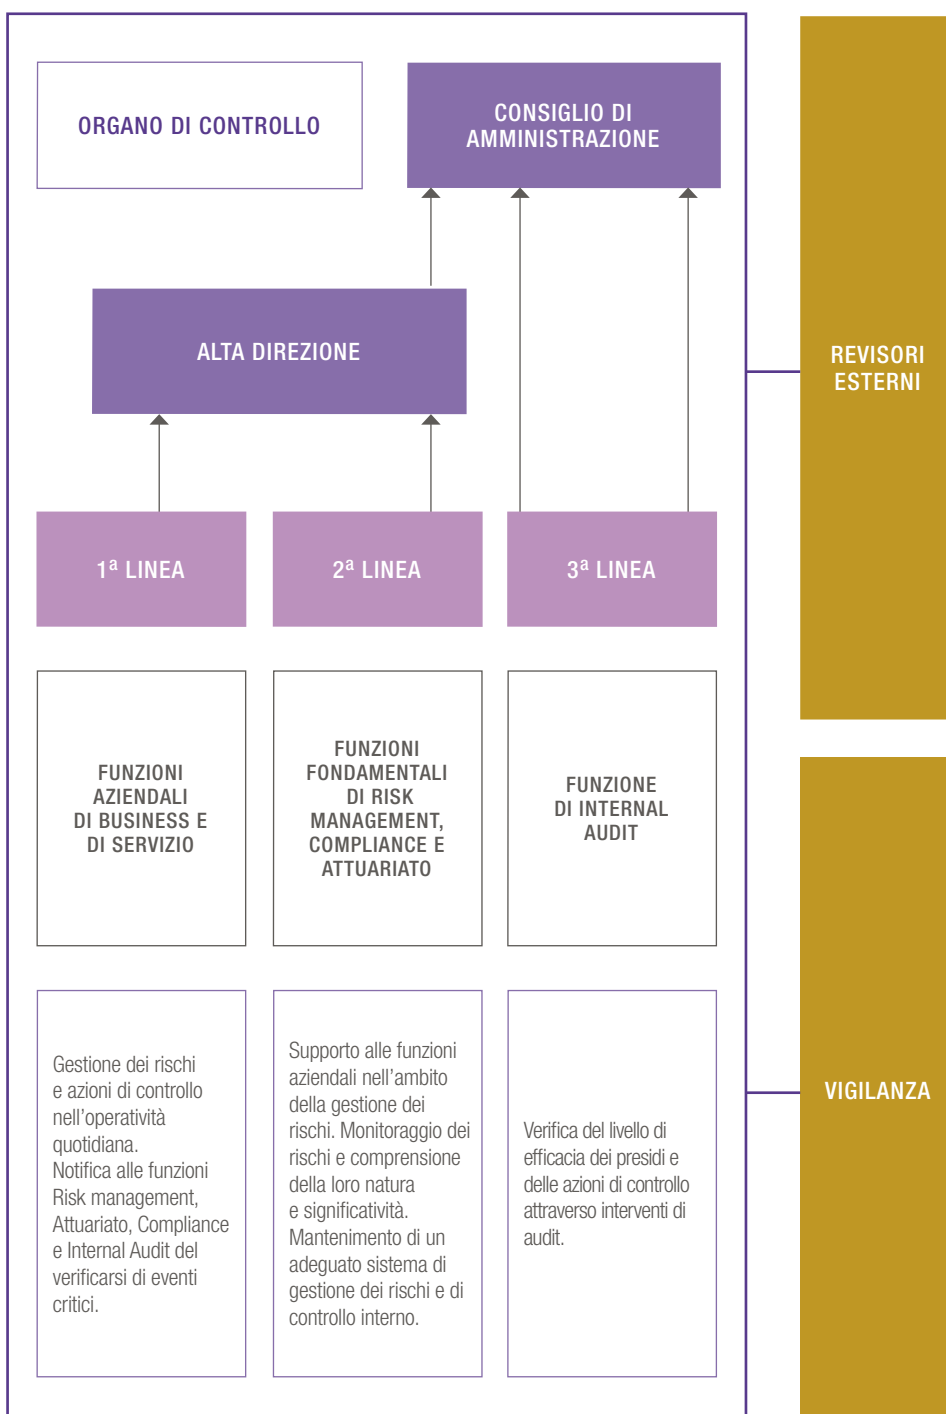 ORGANO DI CONTROLLO
CONSIGLIO DI
AMMINISTRAZIONE
ALTA DIREZIONE
REVISORI
ESTERNI
1ª LINEA
2ª LINEA
3ª LINEA
FUNZIONI
AZIENDALI
DI BUSINESS E
DI SERVIZIO
FUNZIONI
FONDAMENTALI
DI RISK
MANAGEMENT,
COMPLIANCE E
ATTUARIATO
FUNZIONE
DI INTERNAL
AUDIT
Gestione dei rischi
e azioni di controllo
nell'operatività
quotidiana.
Notifica alle funzioni
Risk management,
Attuariato, Compliance
e Internal Audit del
verificarsi di eventi
critici.
Supporto alle funzioni
aziendali nell'ambito
della gestione dei
rischi. Monitoraggio dei
rischi e comprensione
della loro natura
e significatività.
Mantenimento di un
adeguato sistema di
gestione dei rischi e di
controllo interno.
Verifica del livello di
efficacia dei presidi e
delle azioni di controllo
attraverso interventi di
audit.
VIGILANZA